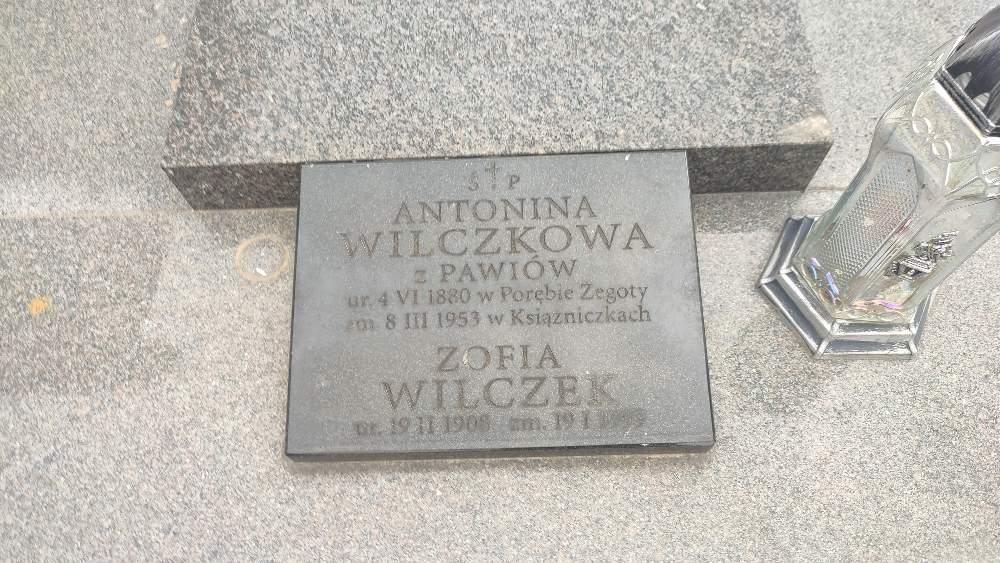 Ś † P
ANTONINA
WILCZKOWA
z PAWIÓW
ur. 4 VI 1880 w Porębie Żegoty
zm. 8 III 1953 w Książniczkach
ZOFIA
WILCZEK
ur. 19 II 1908 zm. 19 I